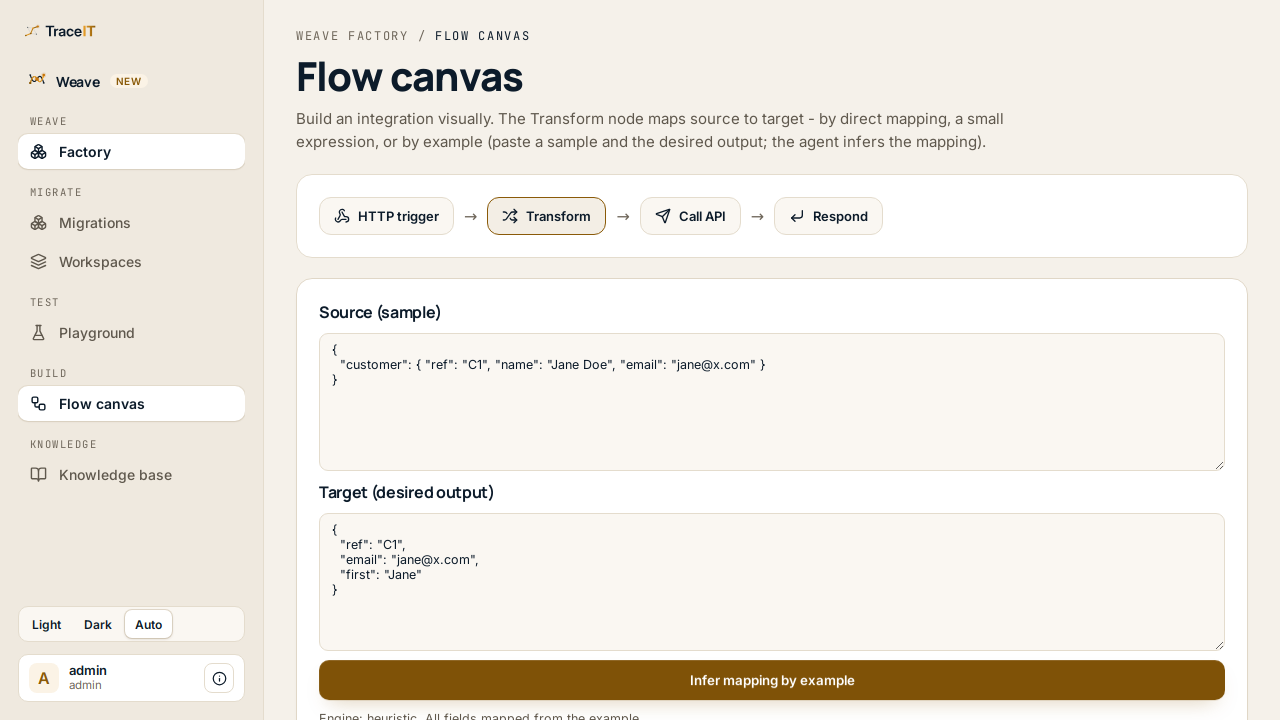 TraceIT
Weave NEW
WEAVE
Factory
MIGRATE
Migrations
Workspaces
TEST
Playground
BUILD
Flow canvas
KNOWLEDGE
Knowledge base
Light Dark Auto
A
admin
admin
WEAVE FACTORY / FLOW CANVAS
Flow canvas
Build an integration visually. The Transform node maps source to target - by direct mapping, a small
expression, or by example (paste a sample and the desired output; the agent infers the mapping).
HTTP trigger → Transform → Call API → Respond
Source (sample)
{
"customer": { "ref": "C1", "name": "Jane Doe", "email": "jane@x.com" }
}
Target (desired output)
{
"ref": "C1",
"email": "jane@x.com",
"first": "Jane"
}
Infer mapping by example
Engine: heuristic. All fields mapped from the example.